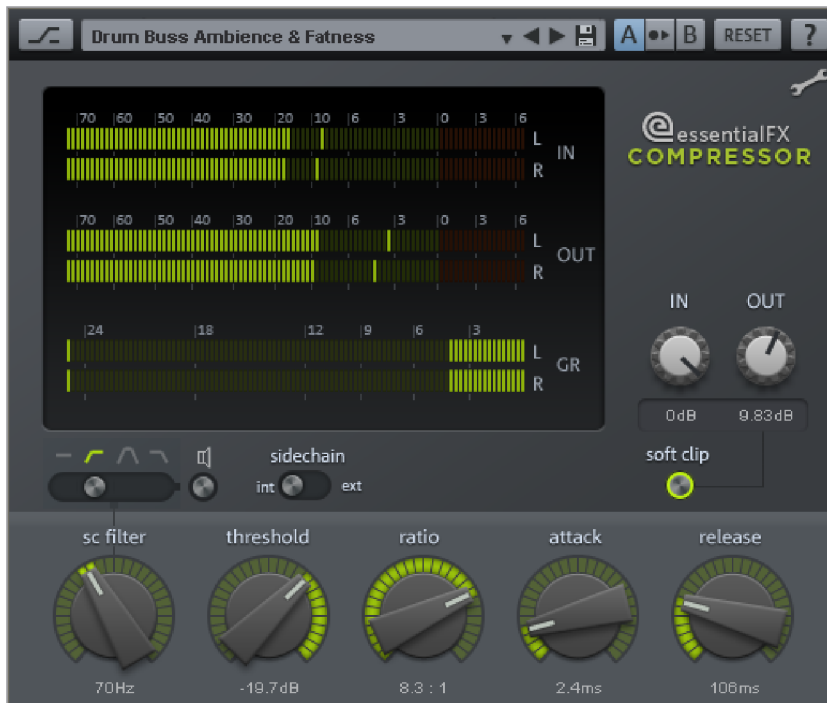 Drum Buss Ambience & Fatness A B RESET ?
essentialFX
COMPRESSOR
70 60 50 40 30 20 10 6 3 0 3 6
L
IN
R
70 60 50 40 30 20 10 6 3 0 3 6
L
OUT
R
24 18 12 9 6 3
L
GR
R
IN OUT
0dB 9.83dB
sidechain
int ext
soft clip
sc filter threshold ratio attack release
70Hz -19.7dB 8.3 : 1 2.4ms 106ms